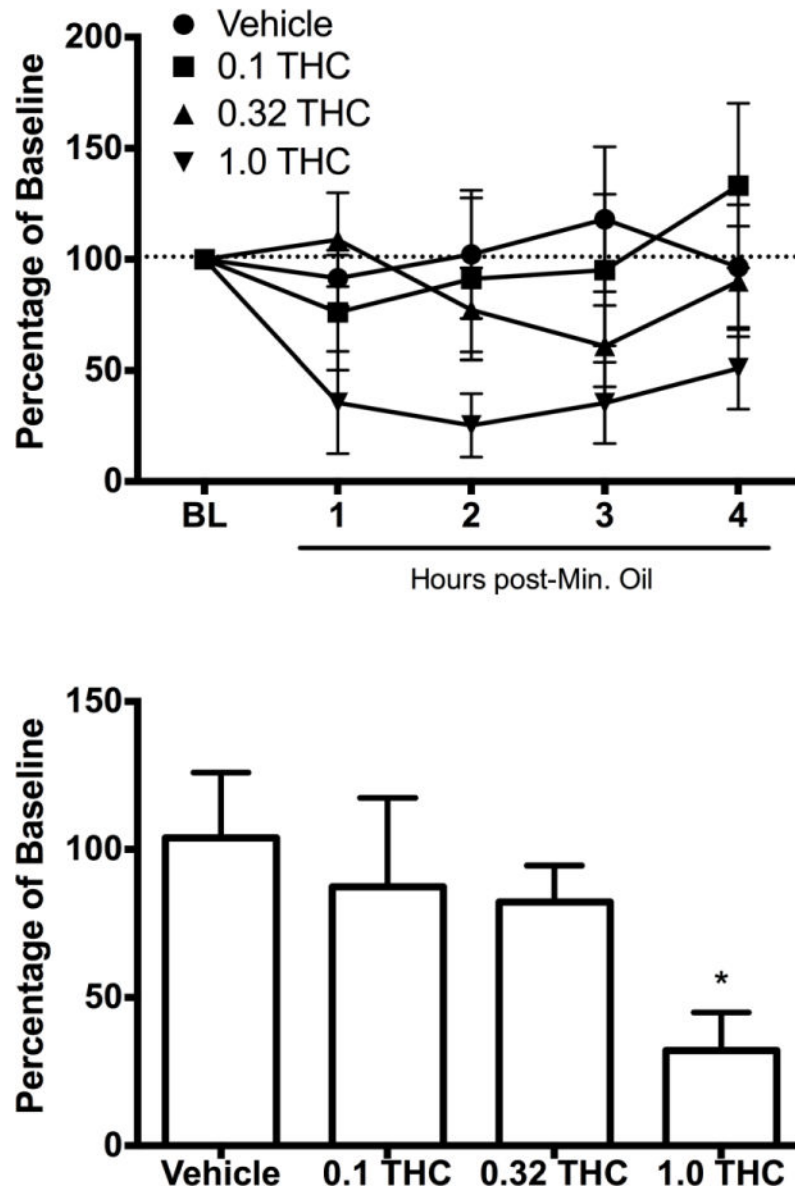 Vehicle
0.1 THC
0.32 THC
1.0 THC
Percentage of Baseline
200
150
100
50
0
BL 1 2 3 4
Hours post-Min. Oil
Percentage of Baseline
150
100
50
0
*
Vehicle 0.1 THC 0.32 THC 1.0 THC